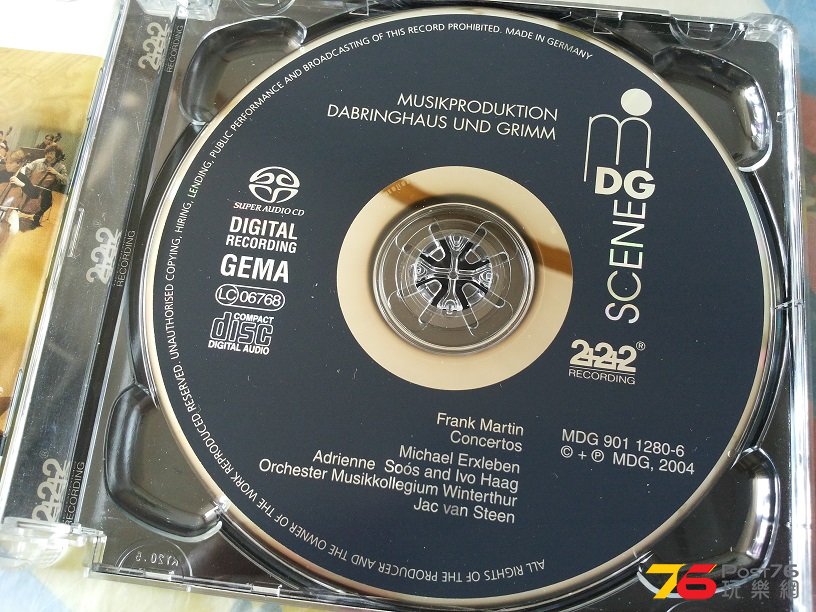 ALL RIGHTS OF THE PRODUCER AND THE OWNER OF THE WORK REPRODUCED RESERVED. UNAUTHORISED COPYING, HIRING, LENDING, PUBLIC PERFORMANCE AND BROADCASTING OF THIS RECORD PROHIBITED. MADE IN GERMANY
MUSIKPRODUKTION
DABRINGHAUS UND GRIMM
SUPER AUDIO CD
DIGITAL
RECORDING
GEMA
LC 06768
COMPACT
disc
DIGITAL AUDIO
DG
SCENE
2+2+2®
RECORDING
Frank Martin
Concertos
Michael Erxleben
Adrienne Soós and Ivo Haag
Orchester Musikkollegium Winterthur
Jac van Steen
MDG 901 1280-6
© + ℗ MDG, 2004
2+2+2
RECORDING
2+2+2
RECORDING
2+2+2
RECORDING
76 Post76
玩樂網